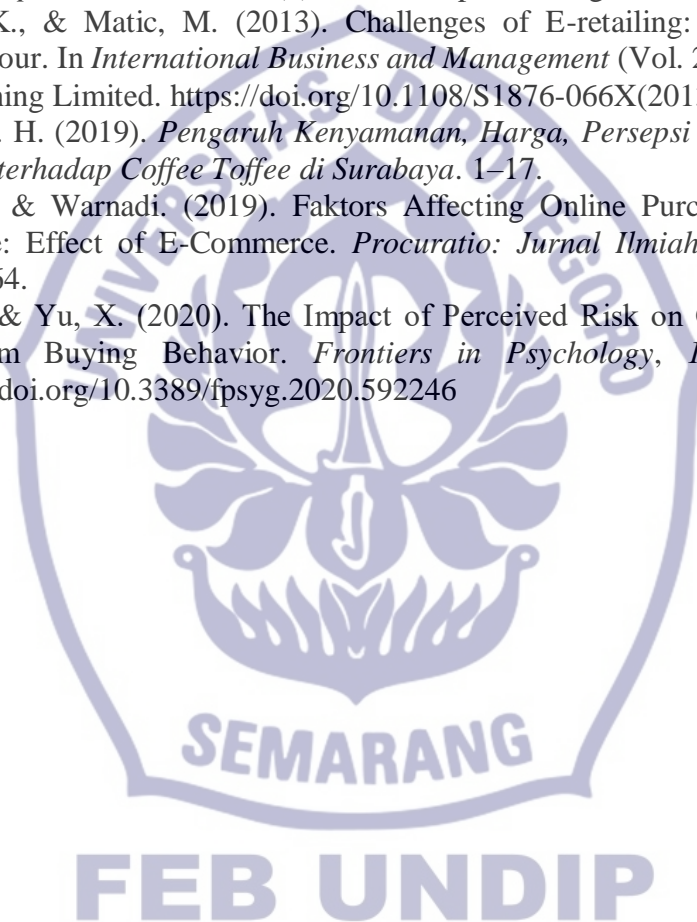 K., & Matic, M. (2013). Challenges of E-retailing:
our. In International Business and Management (Vol. 2
ning Limited. https://doi.org/10.1108/S1876-066X(201
. H. (2019). Pengaruh Kenyamanan, Harga, Persepsi
terhadap Coffee Toffee di Surabaya. 1–17.
& Warnadi. (2019). Faktors Affecting Online Purc
e: Effect of E-Commerce. Procuratio: Jurnal Ilmiah
64.
& Yu, X. (2020). The Impact of Perceived Risk on
m Buying Behavior. Frontiers in Psychology,
doi.org/10.3389/fpsyg.2020.592246
UNIVERSITAS DIPONEGORO
SEMARANG
FEB UNDIP